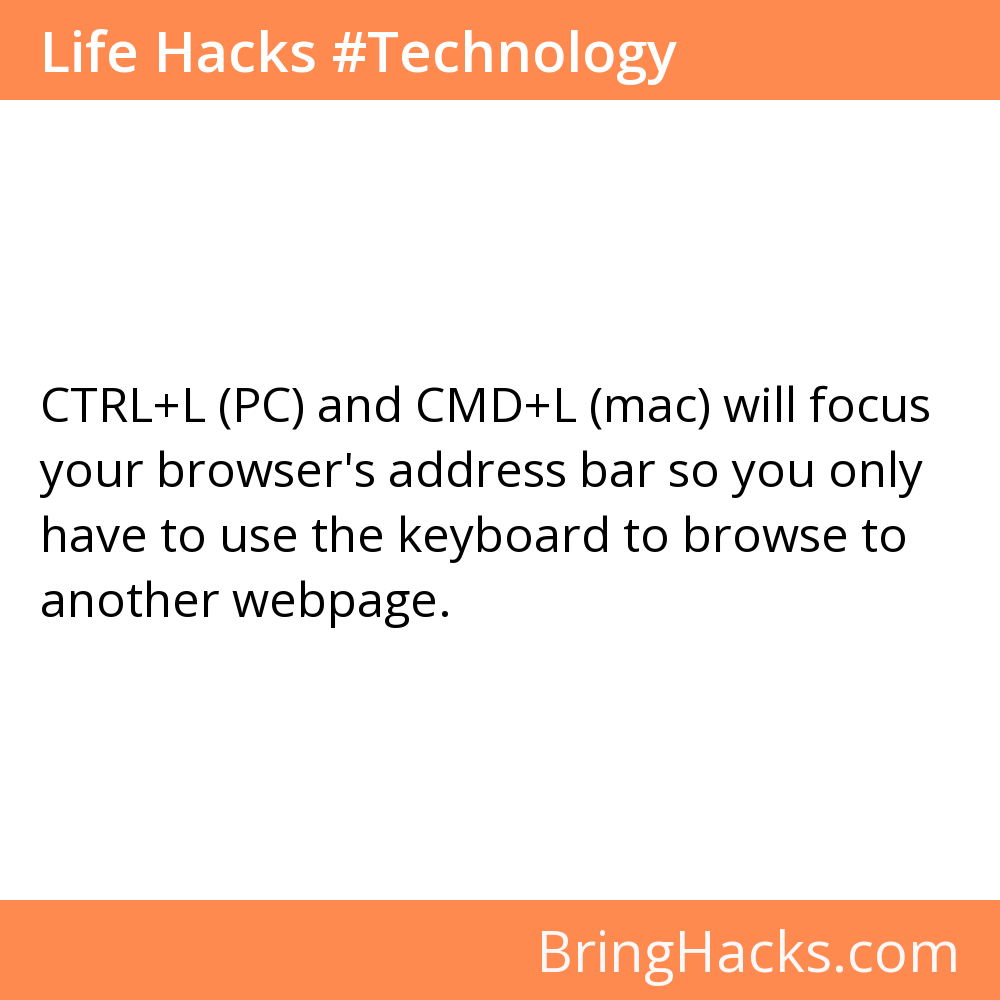 Life Hacks #Technology
CTRL+L (PC) and CMD+L (mac) will focus
your browser's address bar so you only
have to use the keyboard to browse to
another webpage.
BringHacks.com